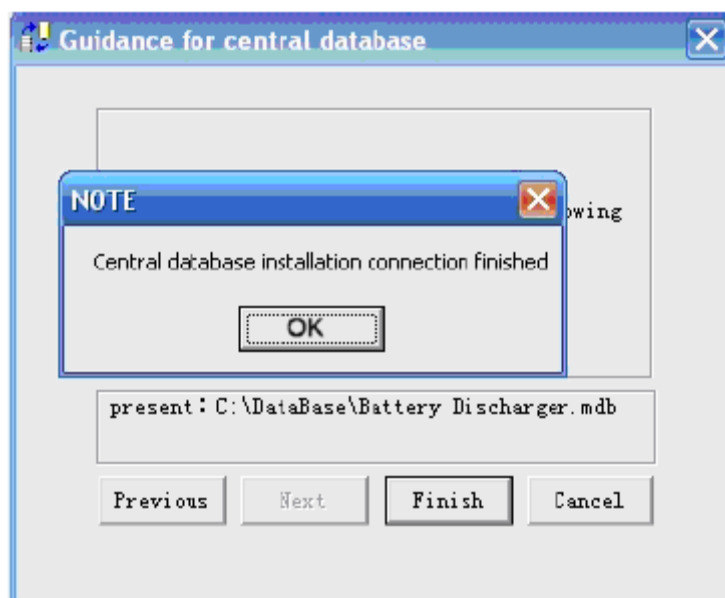 Guidance for central database
NOTE
owing
Central database installation connection finished
OK
present：C:\DataBase\Battery Discharger.mdb
Previous
Next
Finish
Cancel